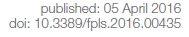 published: 05 April 2016
doi: 10.3389/fpls.2016.00435